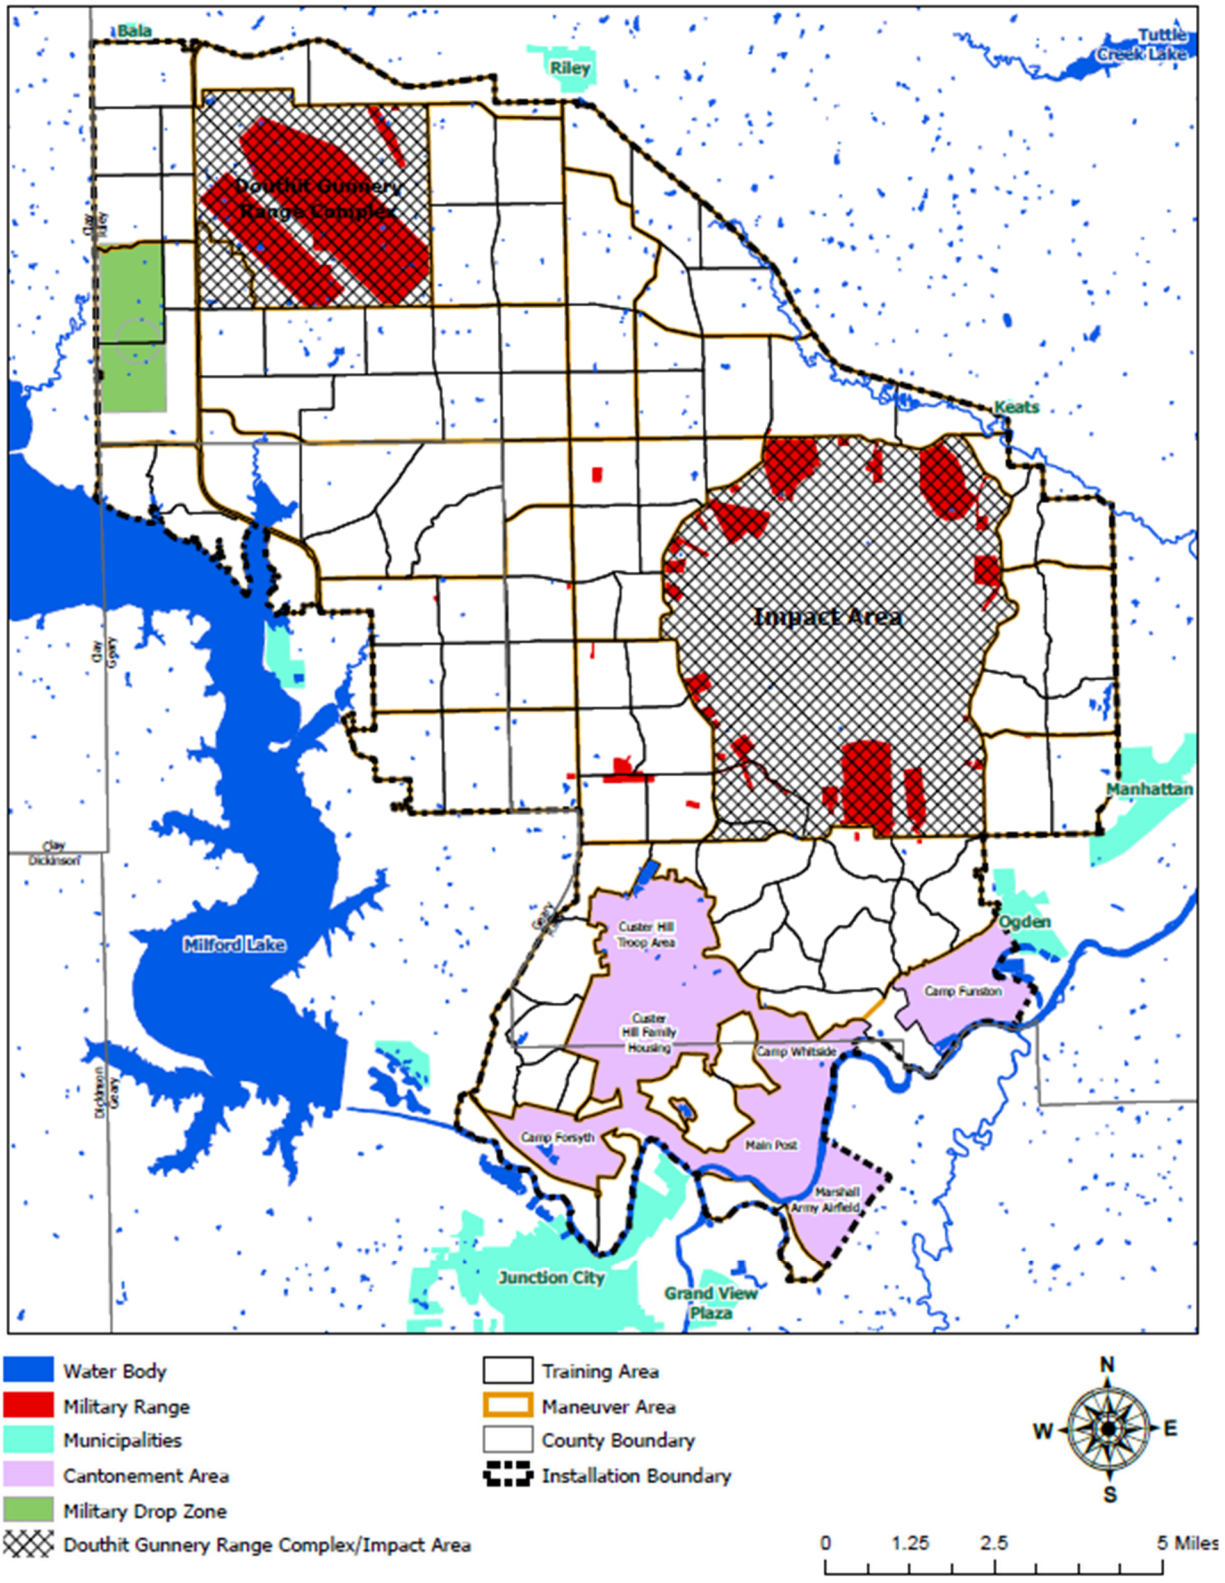 Bala
Tuttle
Creek Lake
Riley
Douthit Gunnery
Range Complex
Clay
Riley
Keats
Impact Area
Clay
Geary
Manhattan
Clay
Dickinson
Geary
Custer Hill
Troop Area
Ogden
Milford Lake
Camp Funston
Custer
Hill Family
Housing
Camp Whitside
Dickinson
Geary
Camp Forsyth
Main Post
Marshall
Army Airfield
Junction City
Grand View
Plaza
Water Body
Military Range
Municipalities
Cantonement Area
Military Drop Zone
Douthit Gunnery Range Complex/Impact Area
Training Area
Maneuver Area
County Boundary
Installation Boundary
N
W
E
S
0 1.25 2.5 5 Miles